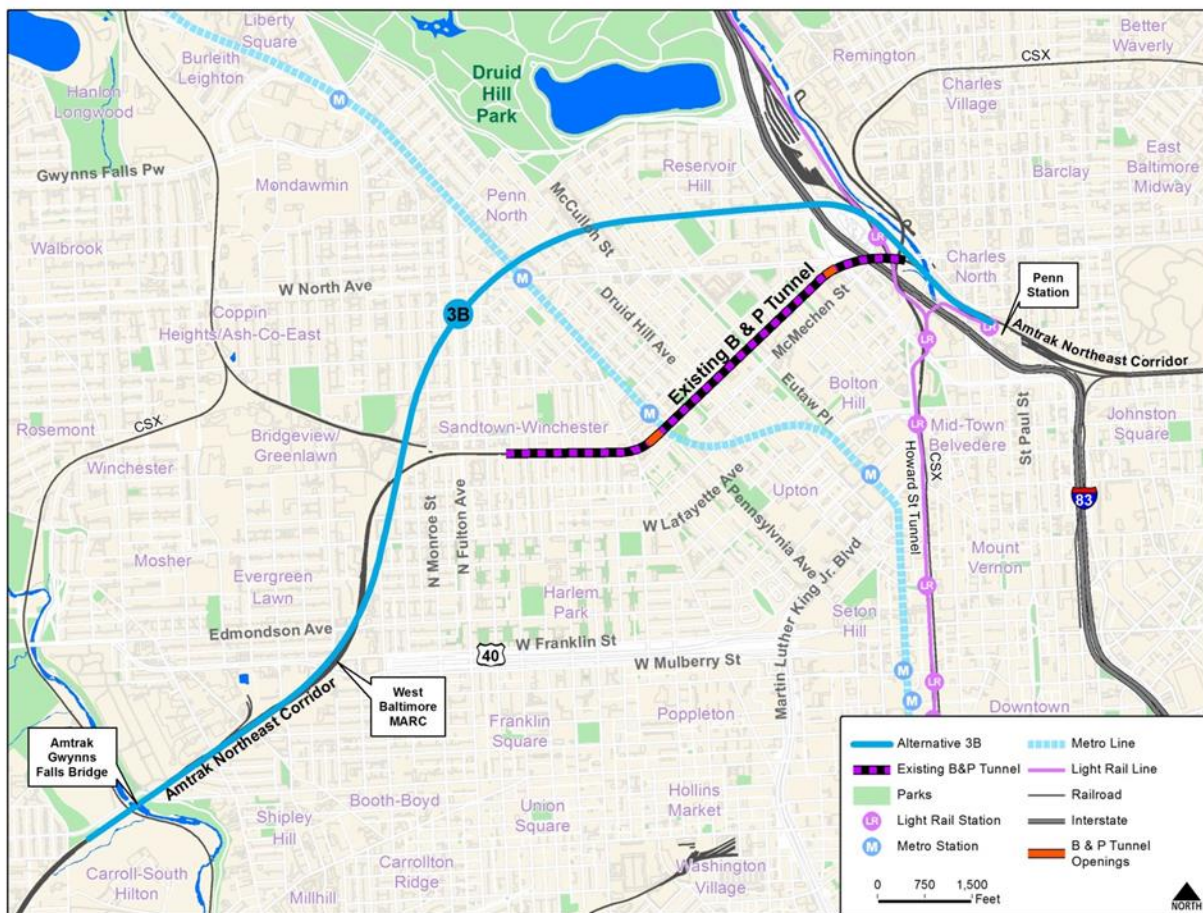 Liberty
Square
Burleith
Leighton
Hanlon
Longwood
Gwynns Falls Pw
Mondawmin
Walbrook
M
Druid
Hill
Park
Remington
CSX
Better
Waverly
Charles
Village
East
Baltimore
Midway
Barclay
Reservoir
Hill
Penn
North
McCulloh St
M
LR
Charles
North
Penn
Station
W North Ave
Coppin
Heights/Ash-Co-East
3B
Druid Hill Ave
Existing B & P Tunnel
McMechen St
Eutaw Pl
LR
LR
Amtrak Northeast Corridor
Rosemont
CSX
Bridgeview/
Greenlawn
Winchester
Sandtown-Winchester
M
Bolton
Hill
LR
Mid-Town
Belvedere
St Paul St
Johnston
Square
83
CSX
Howard St Tunnel
N Monroe St
N Fulton Ave
W Lafayette Ave
Upton
M
Pennsylvnia Ave
Martin Luther King Jr. Blvd
Mount
Vernon
Mosher
Evergreen
Lawn
Harlem
Park
LR
Seton
Hill
Edmondson Ave
W Franklin St
40
W Mulberry St
M
M
LR
Downtown
West
Baltimore
MARC
Amtrak Northeast Corridor
Amtrak
Gwynns
Falls Bridge
Franklin
Square
Poppleton
Booth-Boyd
Shipley
Hill
Union
Square
Hollins
Market
Carroll-South
Hilton
Carrollton
Ridge
Millhill
Washington
Village
Alternative 3B
Metro Line
Existing B&P Tunnel
Light Rail Line
Parks
Railroad
LR
Light Rail Station
Interstate
M
Metro Station
B & P Tunnel
Openings
0 750 1,500
Feet
NORTH